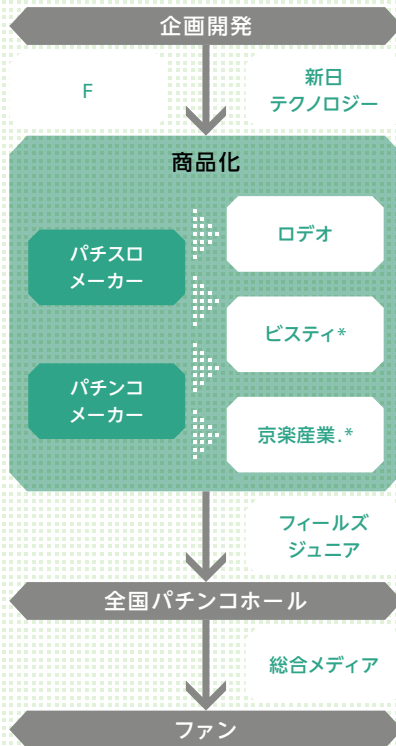 企画開発
F
新日
テクノロジー
商品化
パチスロ
メーカー
ロデオ
ビスティ*
パチンコ
メーカー
京楽産業.*
フィールズ
ジュニア
全国パチンコホール
総合メディア
ファン